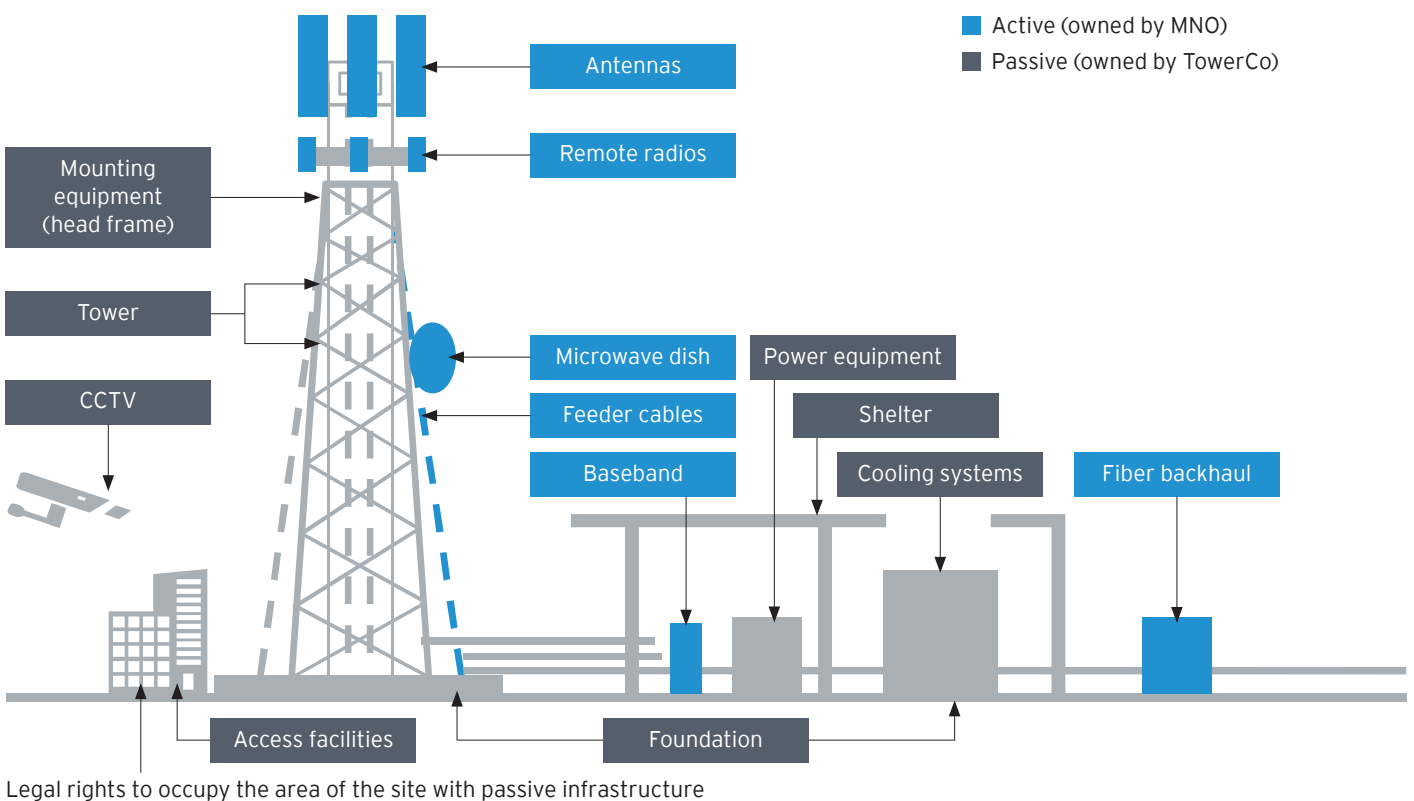 Active (owned by MNO)
Passive (owned by TowerCo)
Antennas
Remote radios
Mounting
equipment
(head frame)
Tower
CCTV
Microwave dish
Power equipment
Feeder cables
Shelter
Baseband
Cooling systems
Fiber backhaul
Access facilities
Foundation
Legal rights to occupy the area of the site with passive infrastructure